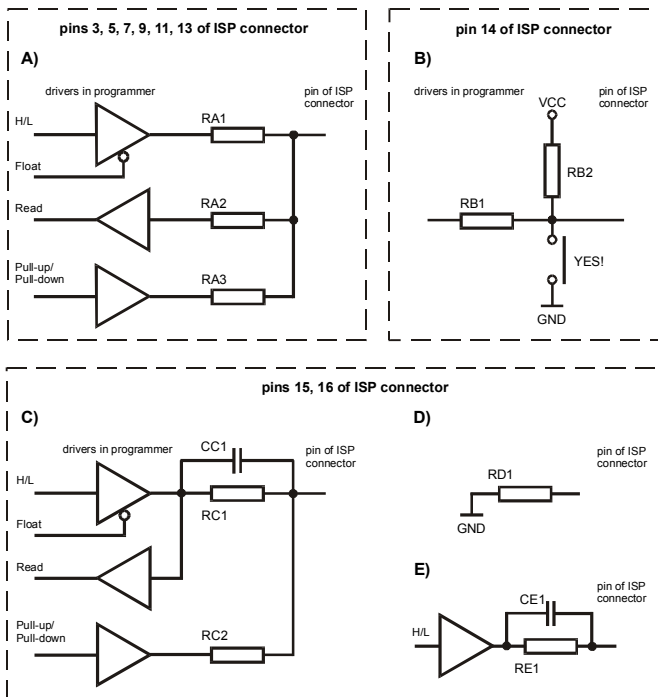 pins 3, 5, 7, 9, 11, 13 of ISP connector
A)
drivers in programmer
pin of ISP
connector
H/L
RA1
Float
Read
RA2
Pull-up/
Pull-down
RA3
pin 14 of ISP connector
B)
drivers in programmer
pin of ISP
connector
VCC
RB2
RB1
YES!
GND
pins 15, 16 of ISP connector
C)
drivers in programmer
CC1
pin of ISP
connector
H/L
RC1
Float
Read
Pull-up/
Pull-down
RC2
D)
pin of ISP
connector
RD1
GND
E)
pin of ISP
connector
CE1
H/L
RE1